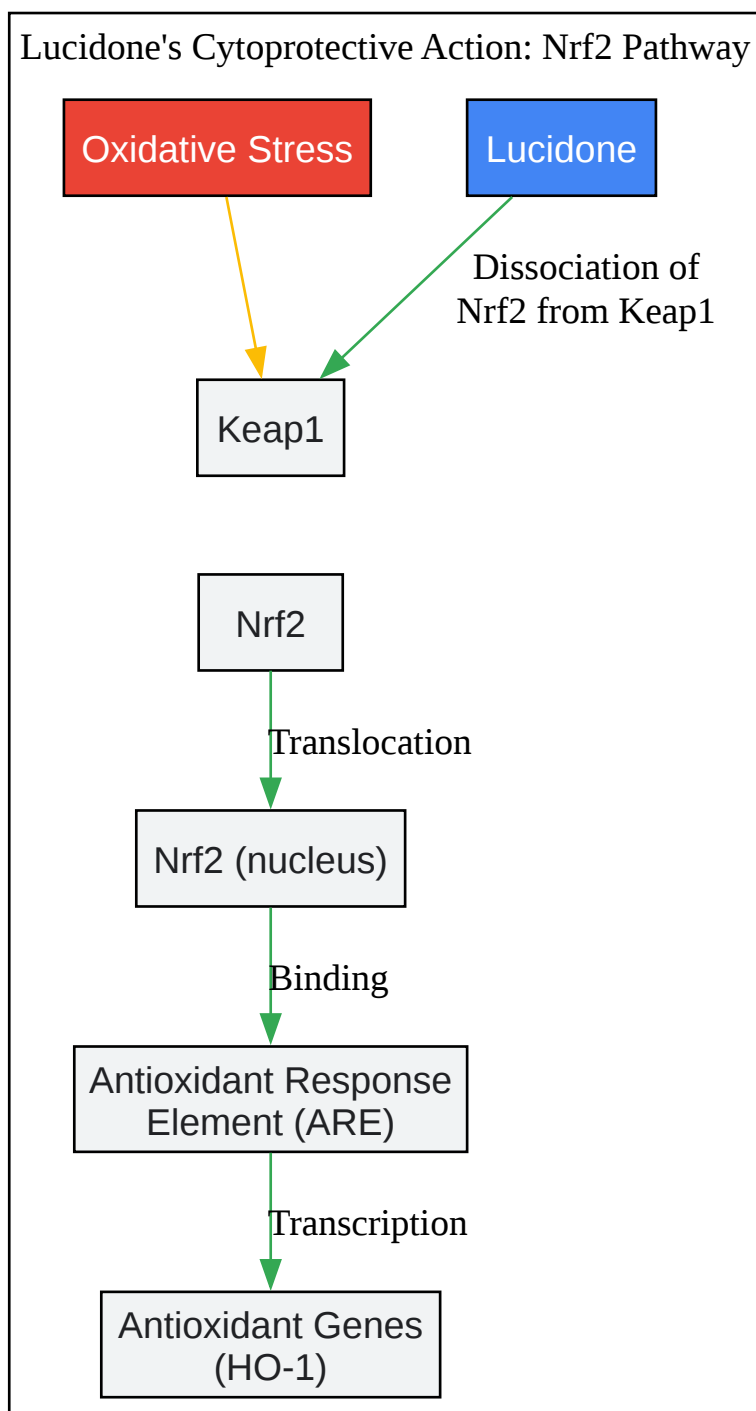 Lucidone's Cytoprotective Action: Nrf2 Pathway
Oxidative Stress
Lucidone
Dissociation of
Nrf2 from Keap1
Keap1
Nrf2
Translocation
Nrf2 (nucleus)
Binding
Antioxidant Response
Element (ARE)
Transcription
Antioxidant Genes
(HO-1)